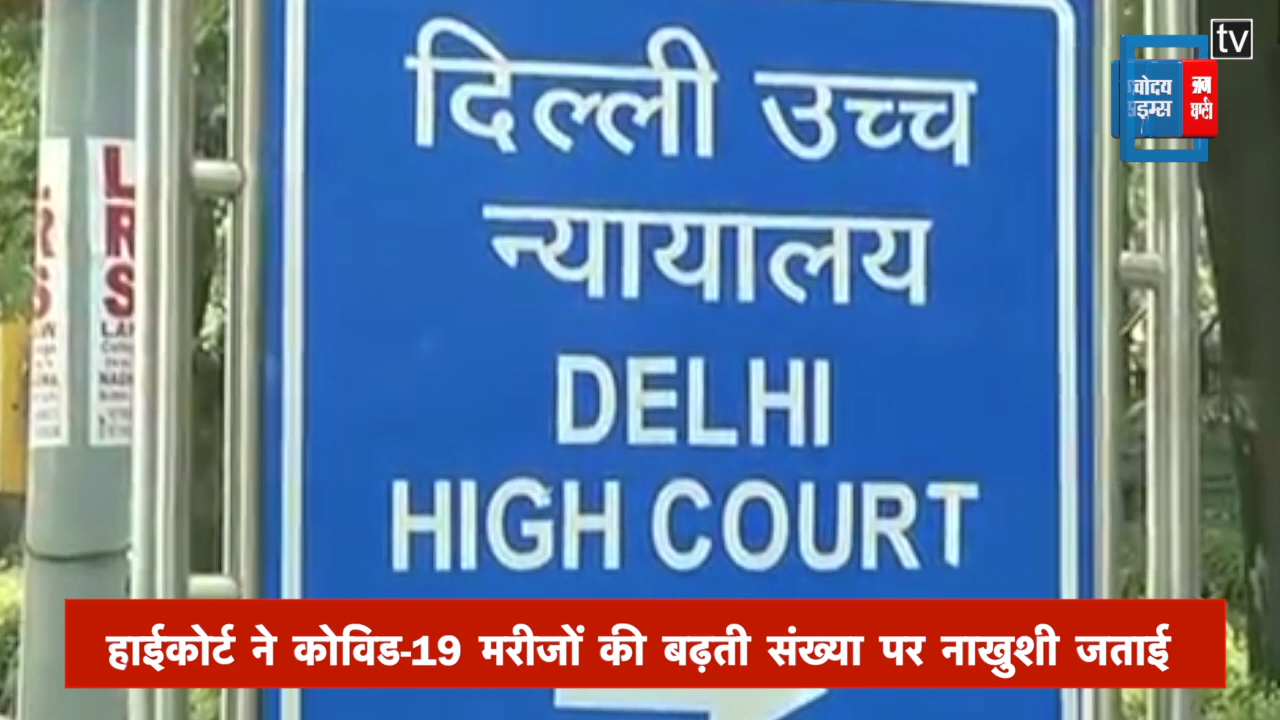 tv
दिल्ली उच्च
न्यायालय
DELHI
HIGH COURT
L
R
S
हाईकोर्ट ने कोविड-19 मरीजों की बढ़ती संख्या पर नाखुशी जताई